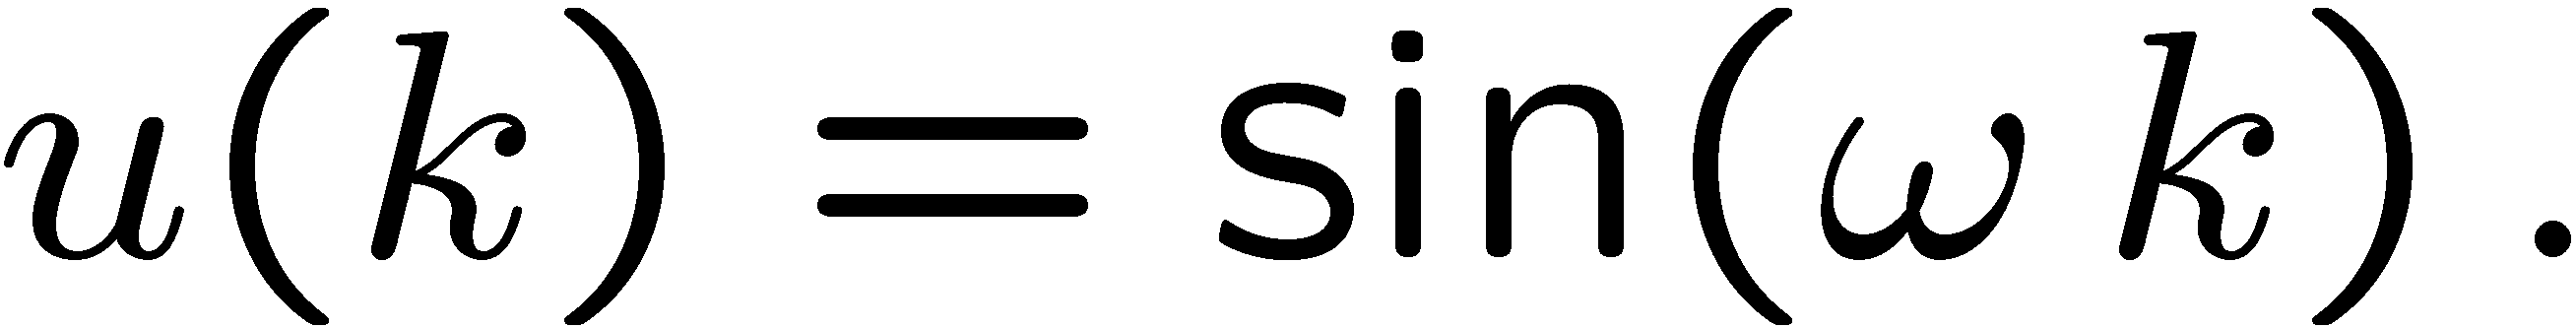 u(k) = sin(ω k) .